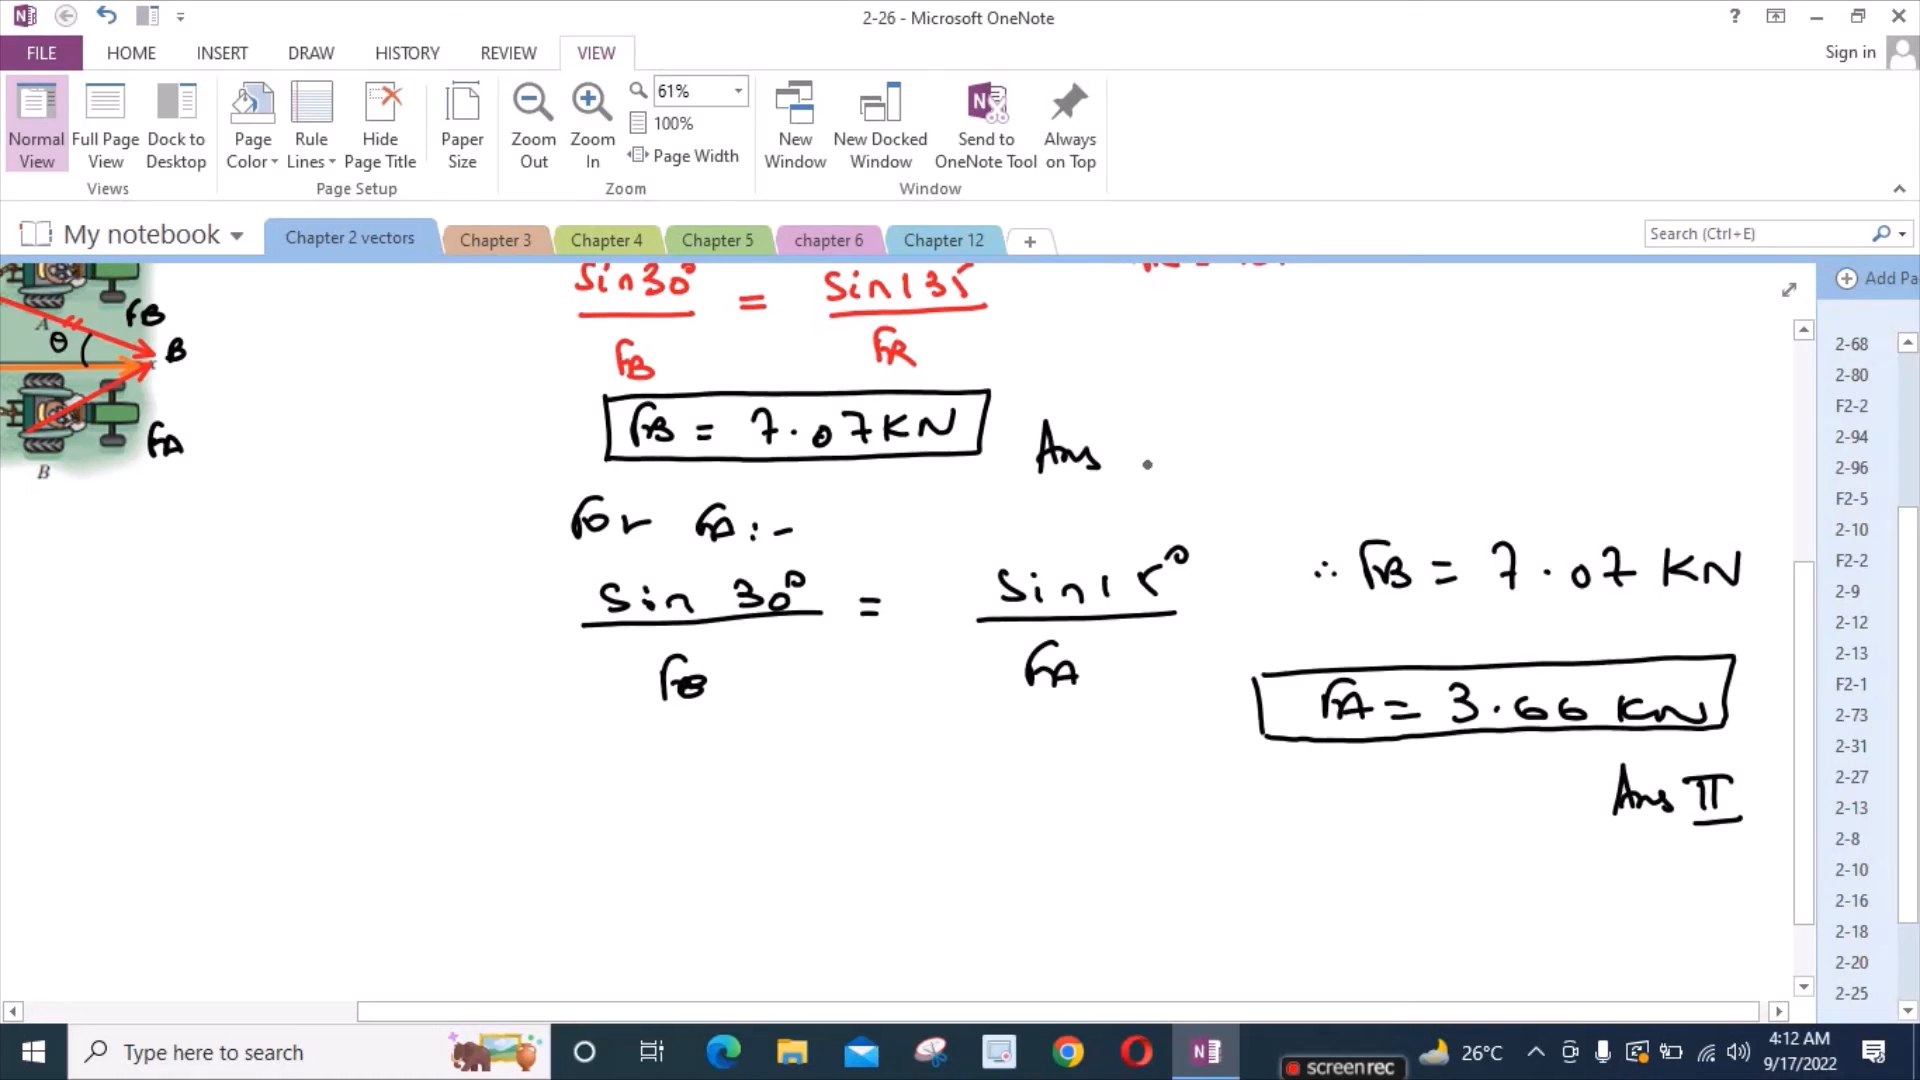 2-26 - Microsoft OneNote
FILE HOME INSERT DRAW HISTORY REVIEW VIEW
Sign in
Normal View
Full Page View
Dock to Desktop
Views
Page Color
Rule Lines
Hide Page Title
Paper Size
Page Setup
Zoom Out
Zoom In
61%
100%
Page Width
Zoom
New Window
New Docked Window
Send to OneNote Tool
Always on Top
Window
My notebook
Chapter 2 vectors
Chapter 3
Chapter 4
Chapter 5
chapter 6
Chapter 12
Search (Ctrl+E)
Add Pa
A
θ
FB
B
FA
B
Sin30° = Sin135
FB FR
FB = 7.07KN
Ans
For FA:-
Sin 30° = Sin15°
FB FA
∴ FB = 7.07 KN
FA = 3.66 KN
Ans II
2-68
2-80
F2-2
2-94
2-96
F2-5
2-10
F2-2
2-9
2-12
2-13
F2-1
2-73
2-31
2-27
2-13
2-8
2-10
2-16
2-18
2-20
2-25
Type here to search
26°C
screenrec
4:12 AM
9/17/2022